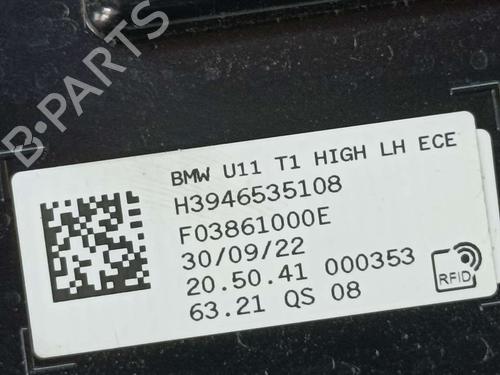 B-PARTS
BMW U11 T1 HIGH LH ECE
H3946535108
F03861000E
30/09/22
20.50.41 000353
63.21 QS 08
RFID